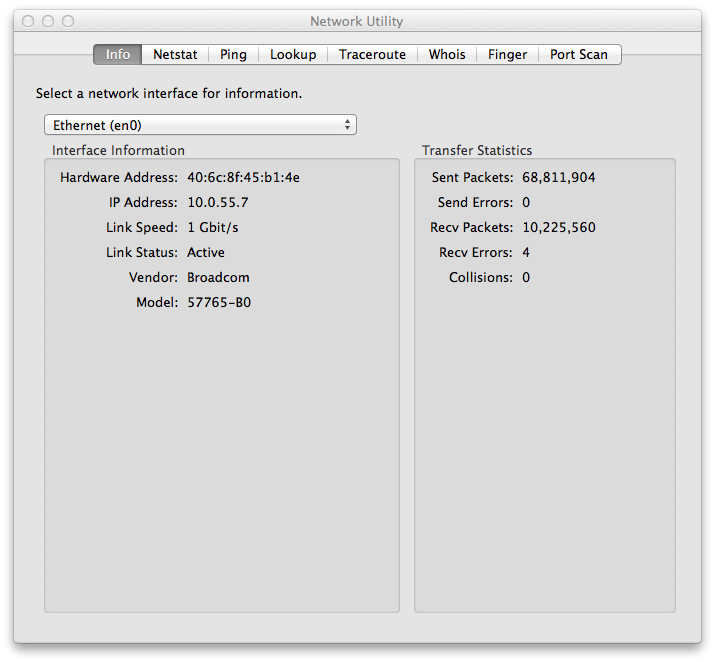 Network Utility
Info Netstat Ping Lookup Traceroute Whois Finger Port Scan
Select a network interface for information.
Ethernet (en0)
Interface Information
Hardware Address: 40:6c:8f:45:b1:4e
IP Address: 10.0.55.7
Link Speed: 1 Gbit/s
Link Status: Active
Vendor: Broadcom
Model: 57765-B0
Transfer Statistics
Sent Packets: 68,811,904
Send Errors: 0
Recv Packets: 10,225,560
Recv Errors: 4
Collisions: 0